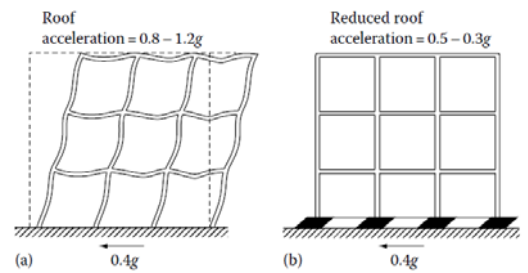 Roof
acceleration = 0.8 – 1.2g
Reduced roof
acceleration = 0.5 – 0.3g
(a)
0.4g
(b)
0.4g